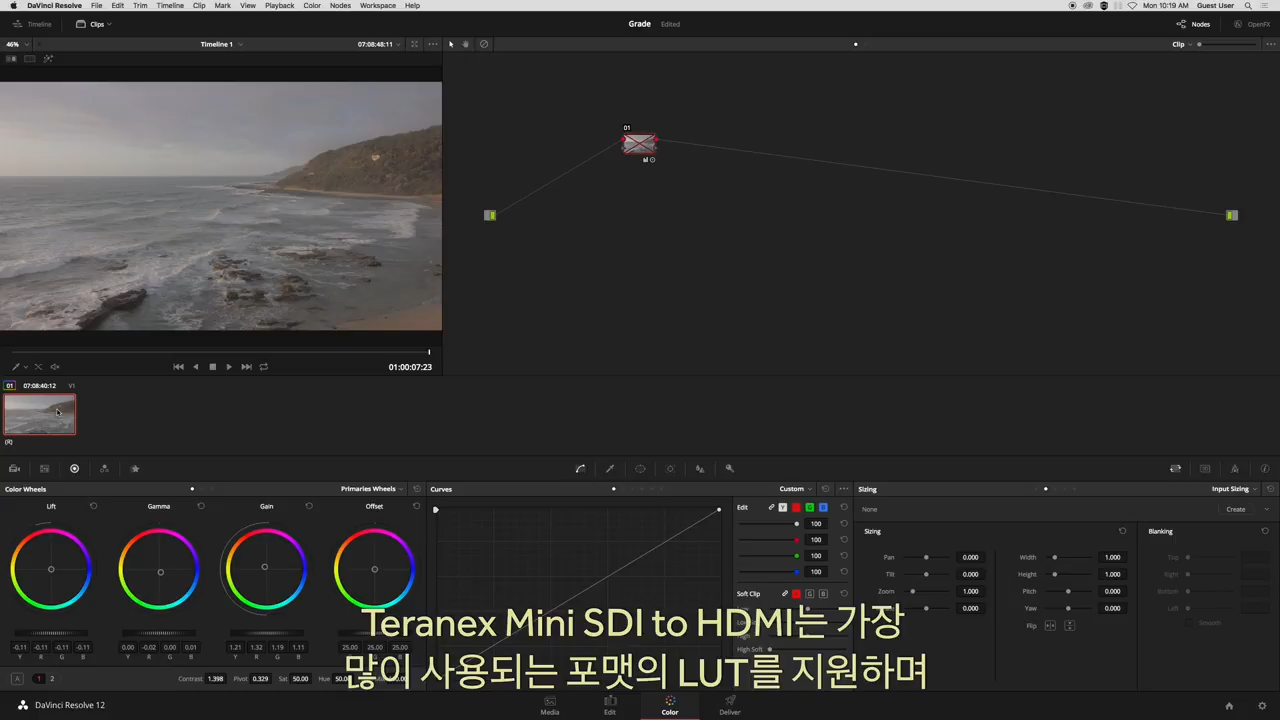 DaVinci Resolve File Edit Trim Timeline Clip Mark View Playback Color Nodes Workspace Help Mon 10:19 AM Guest User
Timeline Clips Grade Edited Nodes OpenFX
46% Timeline 1 07:08:48:11 Clip
01
01:00:07:23
01 07:08:40:12 V1
(R)
Color Wheels Primaries Wheels Curves Custom Sizing Input Sizing
Lift Gamma Gain Offset Edit Y None Create
100 Sizing Blanking
100 Pan 0.000 Width 1.000 Top
100 Tilt 0.000 Height 1.000
100 Zoom 1.000 Pitch 0.000 Left
Soft Clip G B 0.000 Yaw 0.000
Flip Smooth
-0.11 -0.11 -0.11 -0.11 0.00 0.00 -0.02 0.00 1.21 1.32 1.19 1.11 25.00 25.00 25.00
Y R G B Y R G B Y R G B R G B
High Soft
A 1 2 Contrast 1.398 Pivot 0.329 Sat 50.00 Hue
Teranex Mini SDI to HDMI는 가장
많이 사용되는 포맷의 LUT를 지원하며
DaVinci Resolve 12 Media Edit Color Deliver